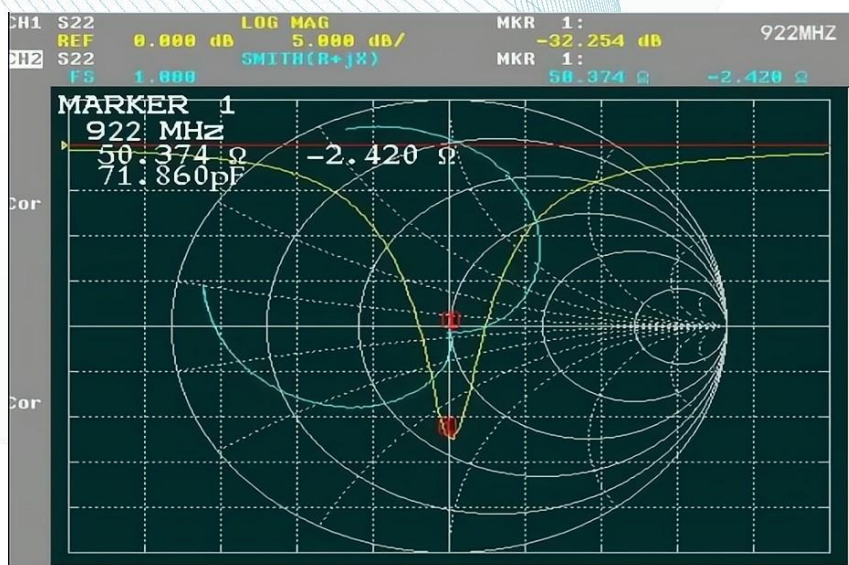 CH1 S22 LOG MAG MKR 1: 922MHZ
REF 0.000 dB 5.000 dB/ -32.254 dB
CH2 S22 SMITH(R+jX) MKR 1:
FS 1.000 50.374 Ω -2.420 Ω
MARKER 1
922 MHz
50.374 Ω -2.420 Ω
71.860pF
Cor
Cor